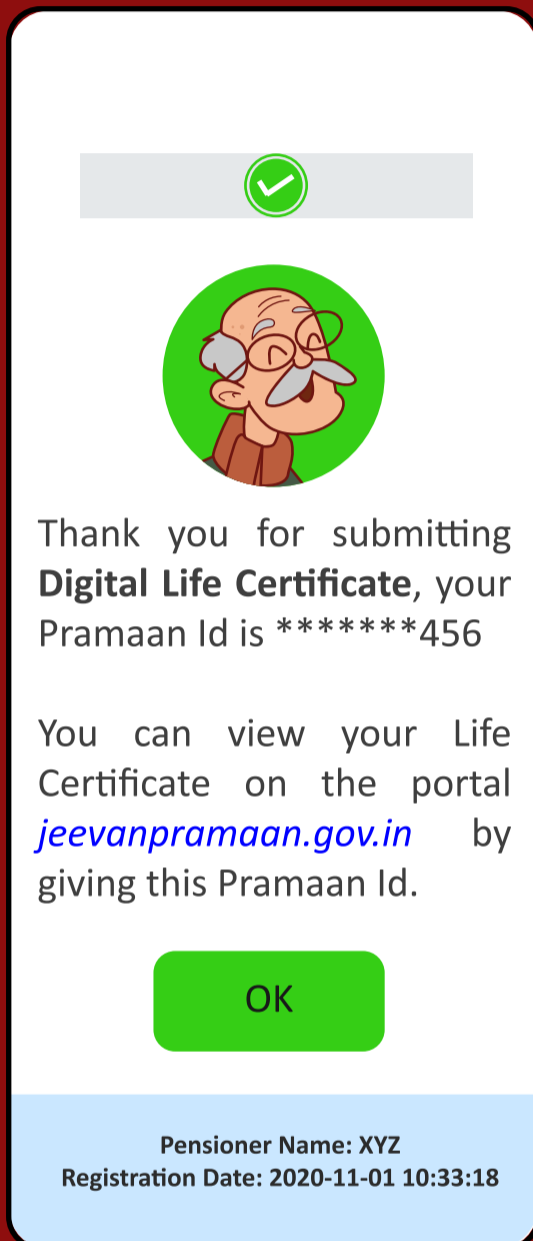 Thank you for submitting
Digital Life Certificate, your
Pramaan Id is *******456
You can view your Life
Certificate on the portal
jeevanpramaan.gov.in by
giving this Pramaan Id.
OK
Pensioner Name: XYZ
Registration Date: 2020-11-01 10:33:18